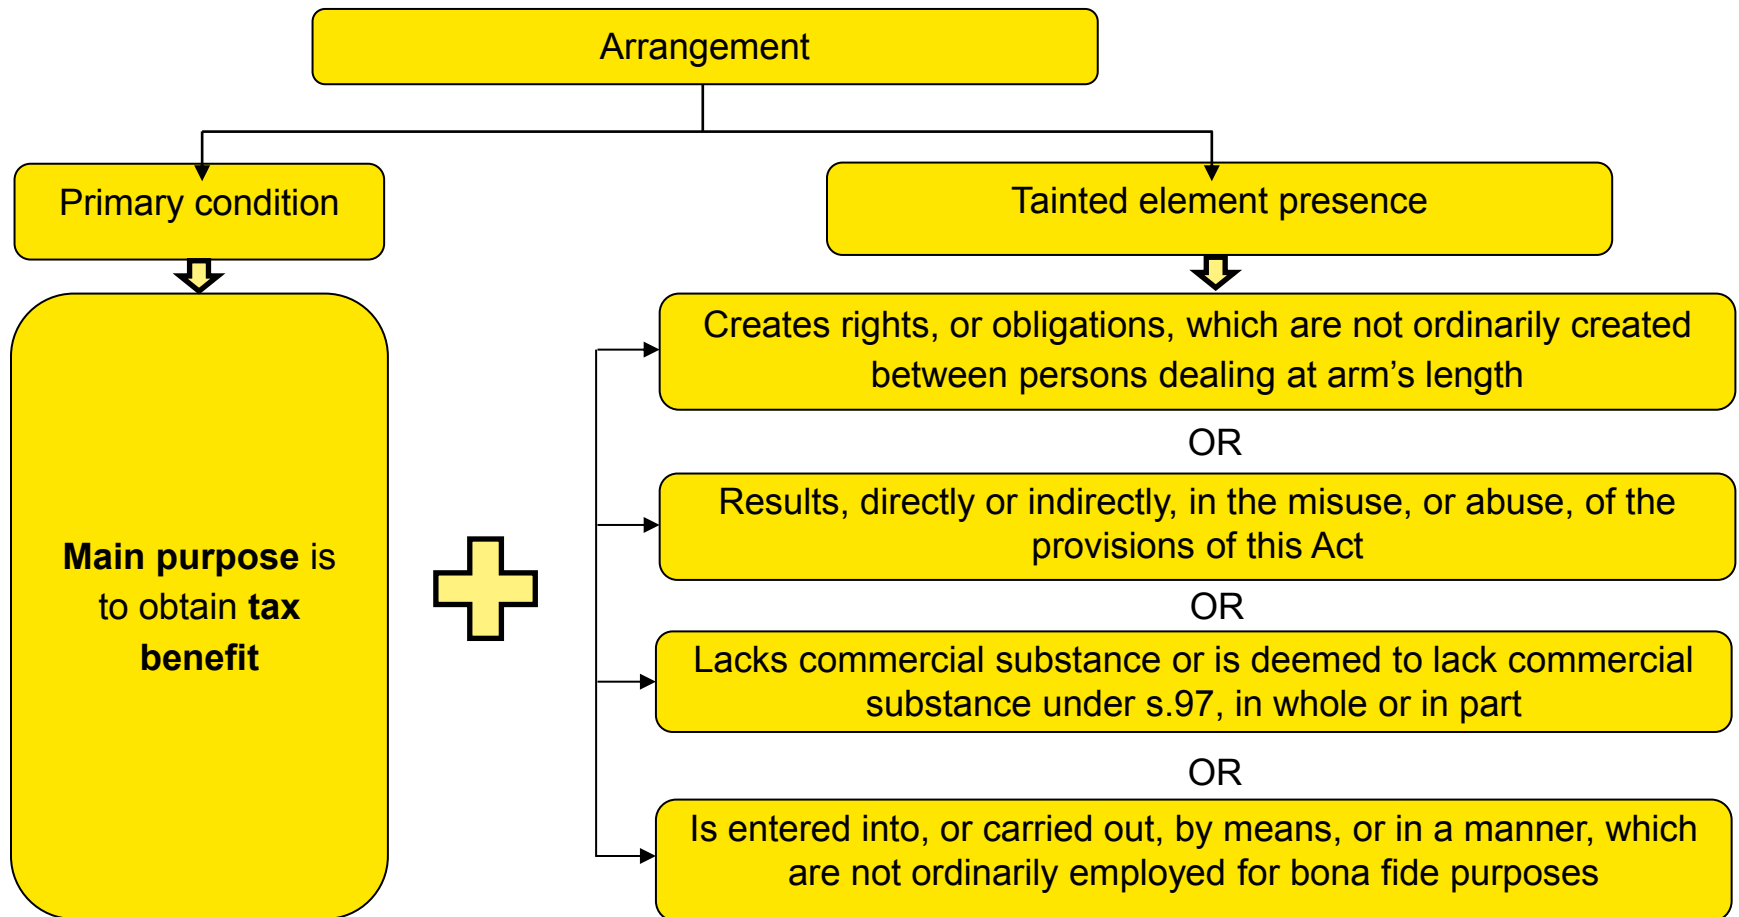 Arrangement
Primary condition
Tainted element presence
Main purpose is
to obtain tax
benefit
Creates rights, or obligations, which are not ordinarily created
between persons dealing at arm’s length
OR
Results, directly or indirectly, in the misuse, or abuse, of the
provisions of this Act
OR
Lacks commercial substance or is deemed to lack commercial
substance under s.97, in whole or in part
OR
Is entered into, or carried out, by means, or in a manner, which
are not ordinarily employed for bona fide purposes